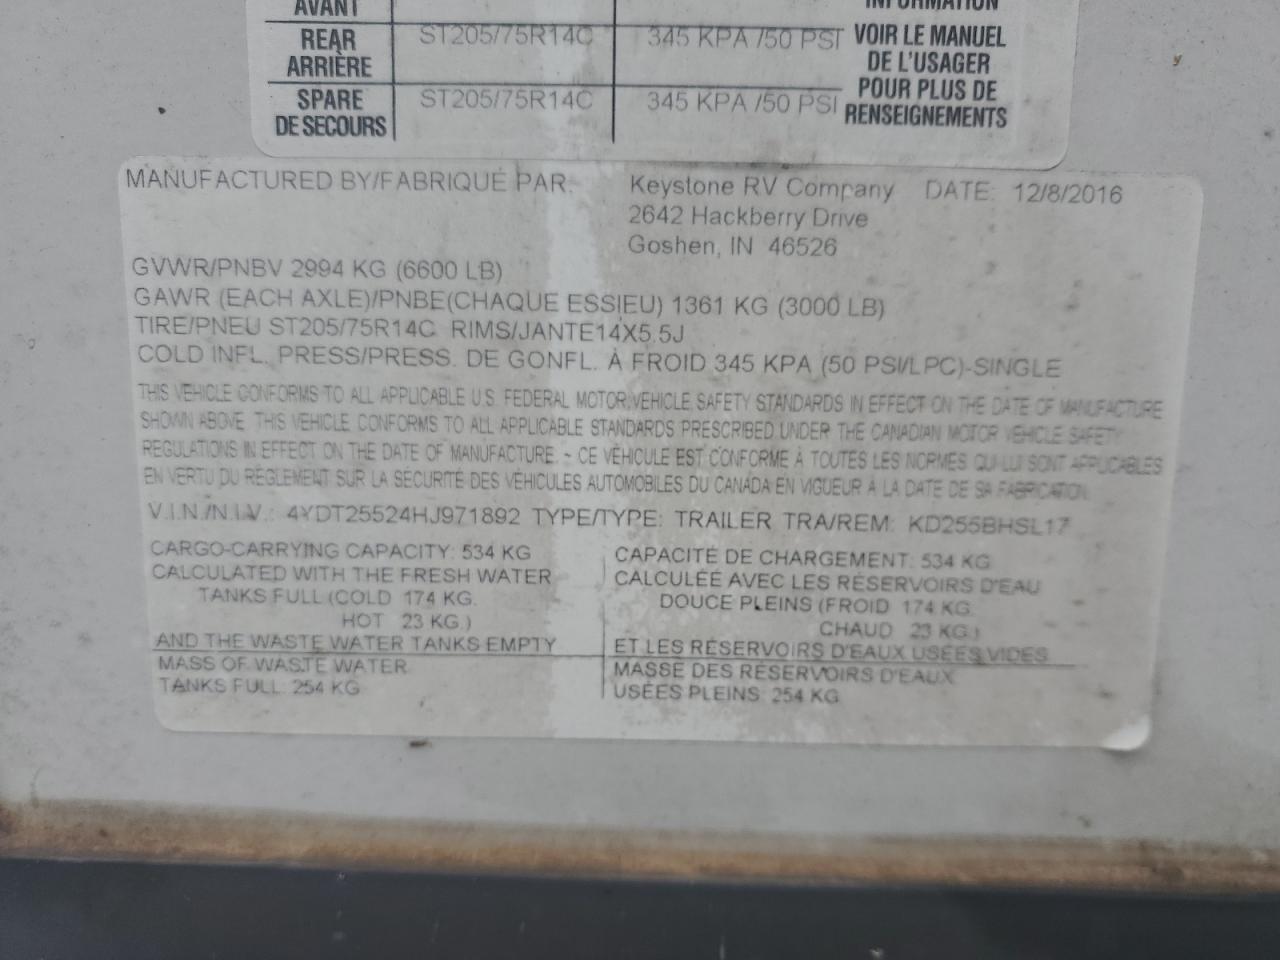 AVANT
INFORMATION
REAR ST205/75R14C 345 KPA /50 PSI VOIR LE MANUEL
ARRIÈRE DE L'USAGER
SPARE ST205/75R14C 345 KPA /50 PSI POUR PLUS DE
DE SECOURS RENSEIGNEMENTS
MANUFACTURED BY/FABRIQUÉ PAR: Keystone RV Company DATE: 12/8/2016
2642 Hackberry Drive
Goshen, IN 46526
GVWR/PNBV 2994 KG (6600 LB)
GAWR (EACH AXLE)/PNBE(CHAQUE ESSIEU) 1361 KG (3000 LB)
TIRE/PNEU ST205/75R14C RIMS/JANTE14X5.5J
COLD INFL. PRESS/PRESS. DE GONFL. À FROID 345 KPA (50 PSI/LPC)-SINGLE
THIS VEHICLE CONFORMS TO ALL APPLICABLE U.S. FEDERAL MOTOR VEHICLE SAFETY STANDARDS IN EFFECT ON THE DATE OF MANUFACTURE
SHOWN ABOVE. THIS VEHICLE CONFORMS TO ALL APPLICABLE STANDARDS PRESCRIBED UNDER THE CANADIAN MOTOR VEHICLE SAFETY
REGULATIONS IN EFFECT ON THE DATE OF MANUFACTURE. - CE VÉHICULE EST CONFORME À TOUTES LES NORMES QUI LUI SONT APPLICABLES
EN VERTU DU RÈGLEMENT SUR LA SÉCURITÉ DES VÉHICULES AUTOMOBILES DU CANADA EN VIGUEUR À LA DATE DE SA FABRICATION.
V.I.N./N.I.V.: 4YDT25524HJ971892 TYPE/TYPE: TRAILER TRA/REM: KD255BHSL17
CARGO-CARRYING CAPACITY: 534 KG
CALCULATED WITH THE FRESH WATER
TANKS FULL (COLD 174 KG.
HOT 23 KG.)
AND THE WASTE WATER TANKS EMPTY
MASS OF WASTE WATER
TANKS FULL: 254 KG
CAPACITÉ DE CHARGEMENT: 534 KG
CALCULÉE AVEC LES RÉSERVOIRS D'EAU
DOUCE PLEINS (FROID 174 KG.
CHAUD 23 KG.)
ET LES RÉSERVOIRS D'EAUX USÉES VIDES
MASSE DES RÉSERVOIRS D'EAUX
USÉES PLEINS: 254 KG